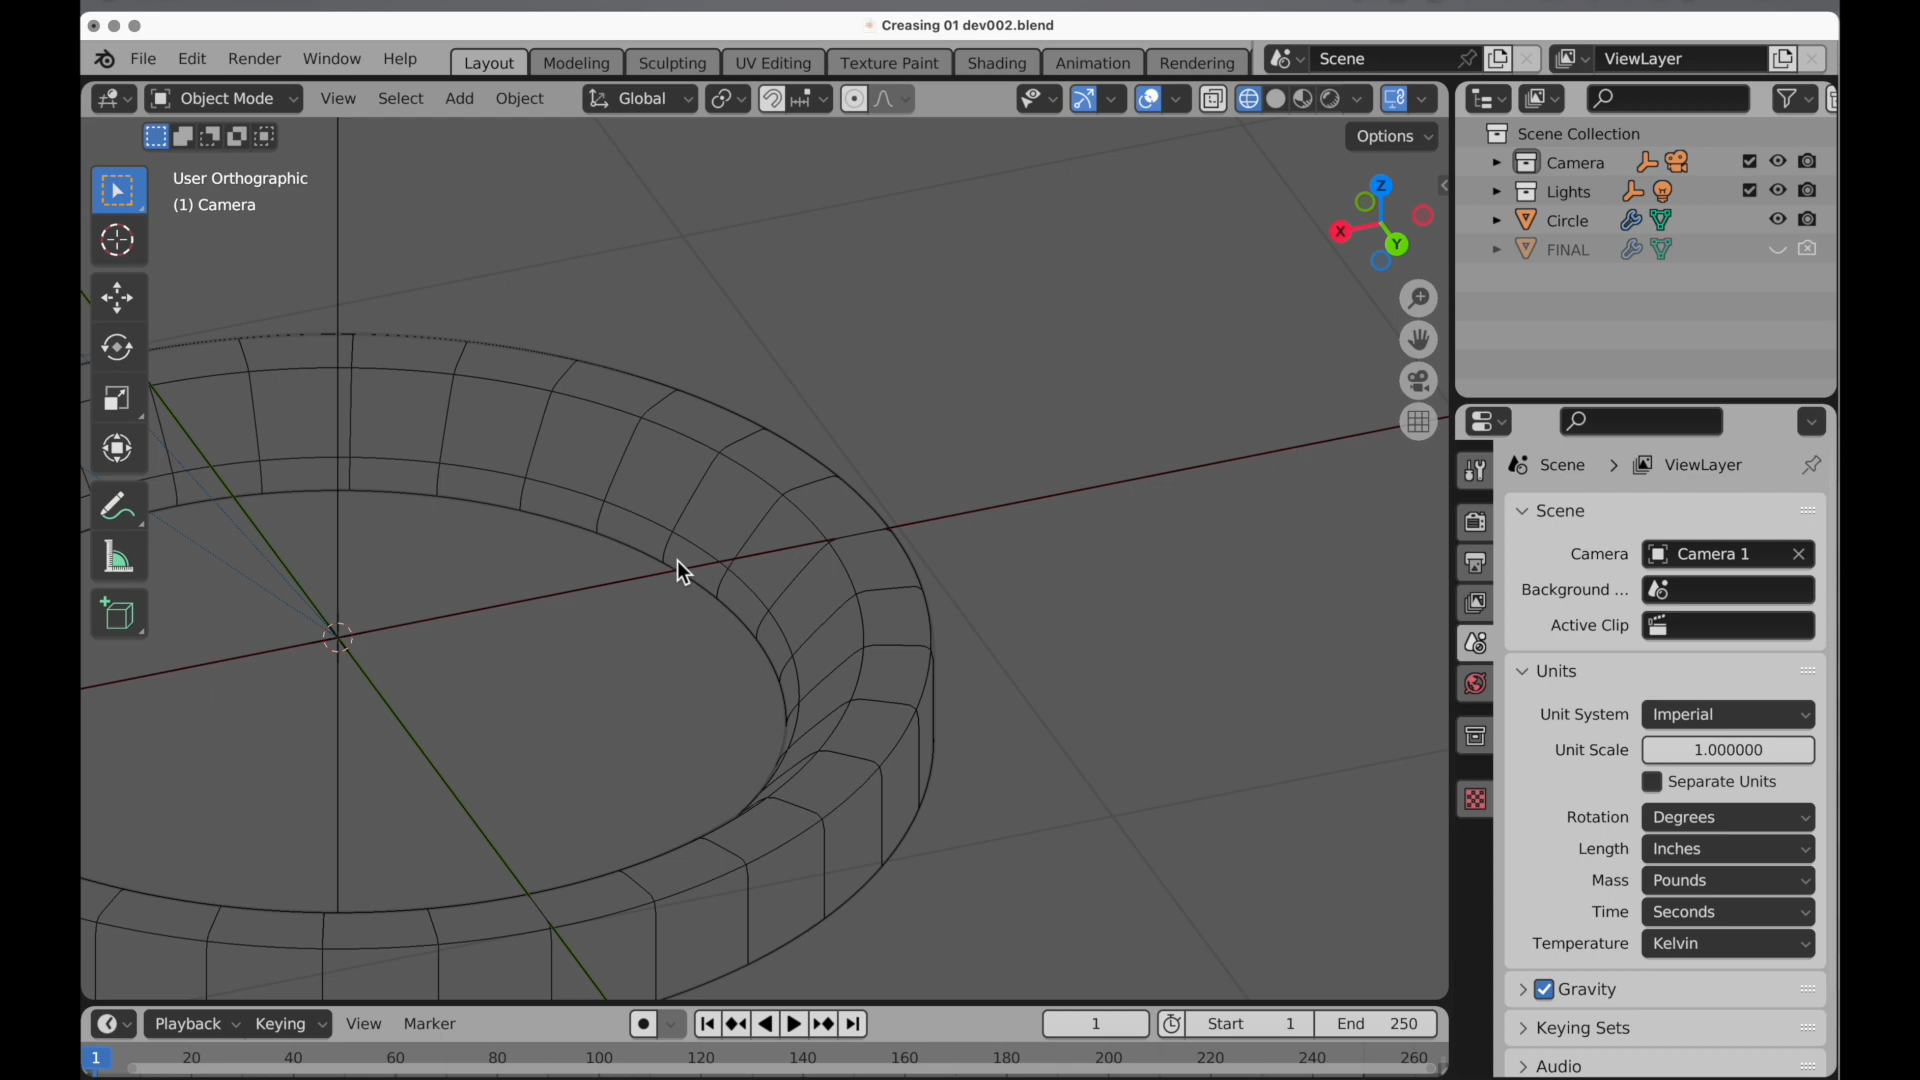 Creasing 01 dev002.blend
File Edit Render Window Help Layout Modeling Sculpting UV Editing Texture Paint Shading Animation Rendering Scene ViewLayer
Object Mode View Select Add Object Global
Options
User Orthographic
(1) Camera
Z
X
Y
Scene Collection
Camera
Lights
Circle
FINAL
Scene > ViewLayer
Scene
Camera Camera 1
Background ...
Active Clip
Units
Unit System Imperial
Unit Scale 1.000000
Separate Units
Rotation Degrees
Length Inches
Mass Pounds
Time Seconds
Temperature Kelvin
Gravity
Keying Sets
Audio
Playback Keying View Marker 1 Start 1 End 250
1 20 40 60 80 100 120 140 160 180 200 220 240 260